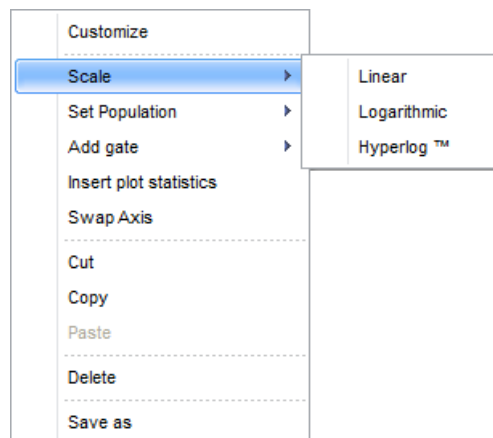 Customize
Scale
Linear
Set Population
Logarithmic
Add gate
Hyperlog ™
Insert plot statistics
Swap Axis
Cut
Copy
Paste
Delete
Save as